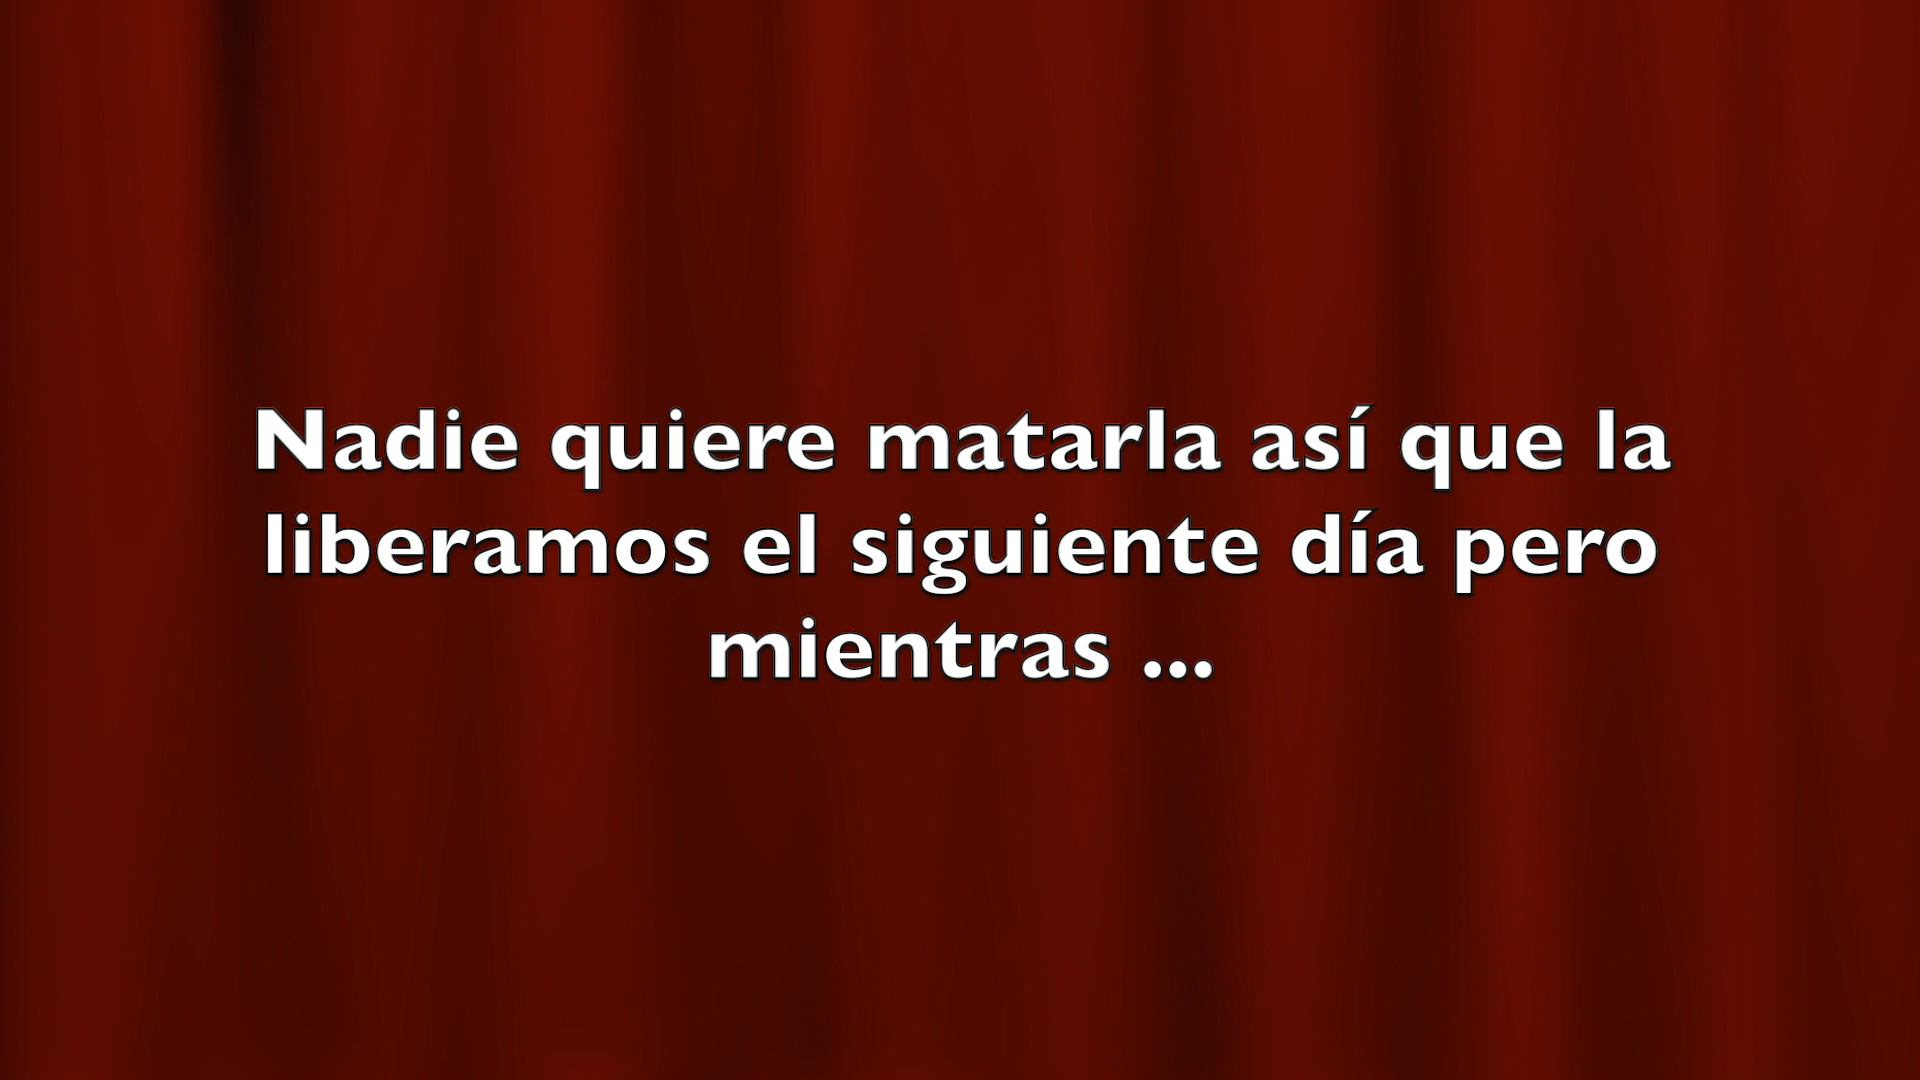 Nadie quiere matarla así que la
liberamos el siguiente día pero
mientras ...